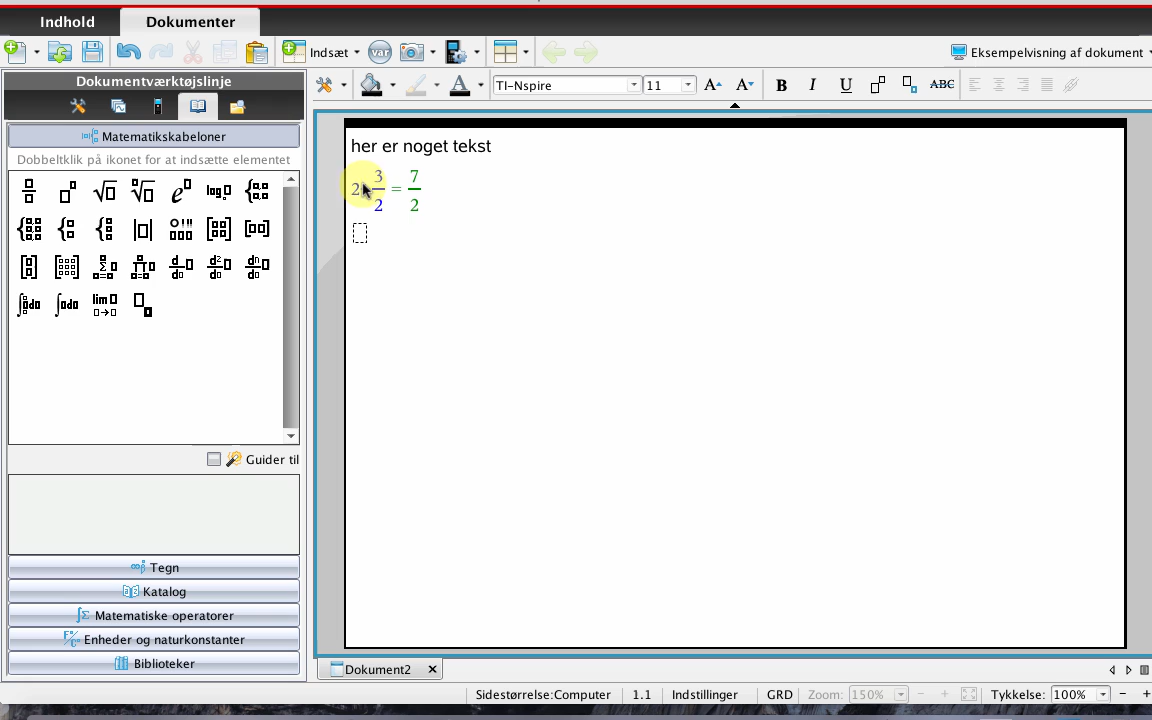 Indhold Dokumenter
Indsæt var Eksempelvisning af dokument
Dokumentværktøjslinje
TI-Nspire 11 A A B I U ABC
Matematikskabeloner
Dobbeltklik på ikonet for at indsætte elementet
her er noget tekst
2 3/2 = 7/2
Guider til
Tegn
Katalog
Matematiske operatorer
Enheder og naturkonstanter
Biblioteker
Dokument2
Sidestørrelse:Computer 1.1 Indstillinger GRD Zoom: 150% - + Tykkelse: 100% - +